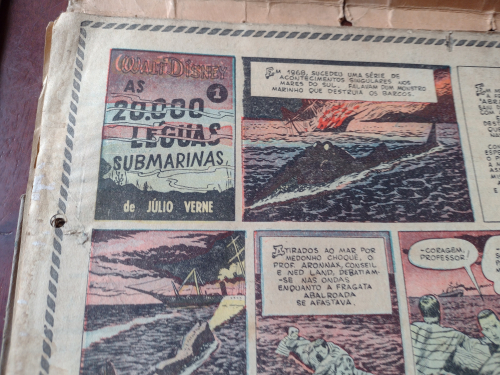 WALT DISNEY
AS
20.000
LÉGUAS
SUBMARINAS
1
de JÚLIO VERNE
EM 1868, SUCEDEU UMA SÉRIE DE
ACONTECIMENTOS SINGULARES NOS
MARES DO SUL... FALAVAM DUM MONSTRO
MARINHO QUE DESTRUIA OS BARCOS.
ATIRADOS AO MAR POR
MEDONHO CHOQUE, O
PROF. ARONNAX, CONSEIL
E NED LAND, DEBATIAM-
-SE NAS ONDAS
ENQUANTO A FRAGATA
ABALROADA
SE AFASTAVA.
-CORAGEM,
PROFESSOR!